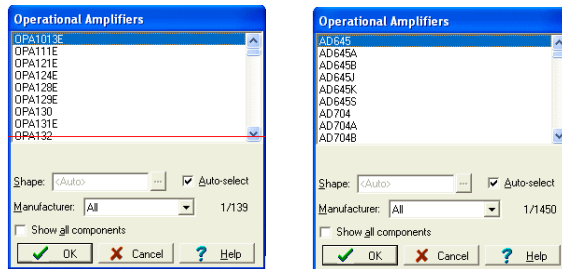 Operational Amplifiers
OPA1013E
OPA111E
OPA121E
OPA124E
OPA128E
OPA129E
OPA130
OPA131E
OPA132
Shape: <Auto> ... Auto-select
Manufacturer: All 1/139
Show all components
OK Cancel ? Help
Operational Amplifiers
AD645
AD645A
AD645B
AD645J
AD645K
AD645S
AD704
AD704A
AD704B
Shape: <Auto> ... Auto-select
Manufacturer: All 1/1450
Show all components
OK Cancel ? Help